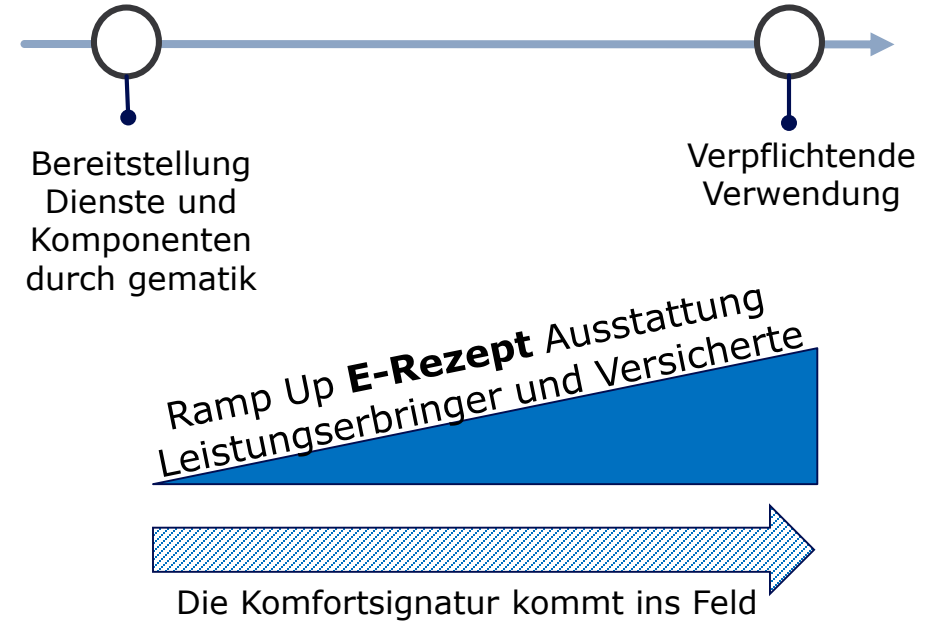 Bereitstellung
Dienste und
Komponenten
durch gematik
Verpflichtende
Verwendung
Ramp Up E-Rezept Ausstattung
Leistungserbringer und Versicherte
Die Komfortsignatur kommt ins Feld